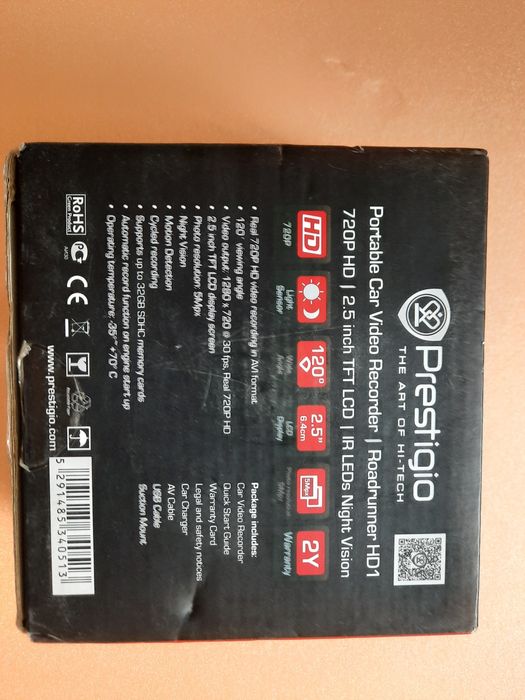 Prestigio
THE ART OF HI-TECH
Portable Car Video Recorder | Roadrunner HD1
720P HD | 2.5 inch TFT LCD | IR LEDs Night Vision
HD
720P
Light
Sensor
120°
Wide
Angle
2.5"
6.4cm
LCD
Display
5Mpx
2Y
Warranty
• Real 720P HD video recording in AVI format
• 120° viewing angle
• Video output: 1280 x 720 @ 30 fps, Real 720P HD
• 2.5 inch TFT LCD display screen
• Photo resolution: 5Mpx
• Night Vision
• Motion Detection
• Cycled recording
• Supports up to 32GB SDHC memory cards
• Automatic record function on engine start up
• Operating temperature: -35°~ +70° C
Package includes:
Car Video Recorder
Quick Start Guide
Warranty Card
Legal and safety notices
Car Charger
AV Cable
USB Cable
Suction Mount
RoHS
CE
www.prestigio.com
5 291485 340513